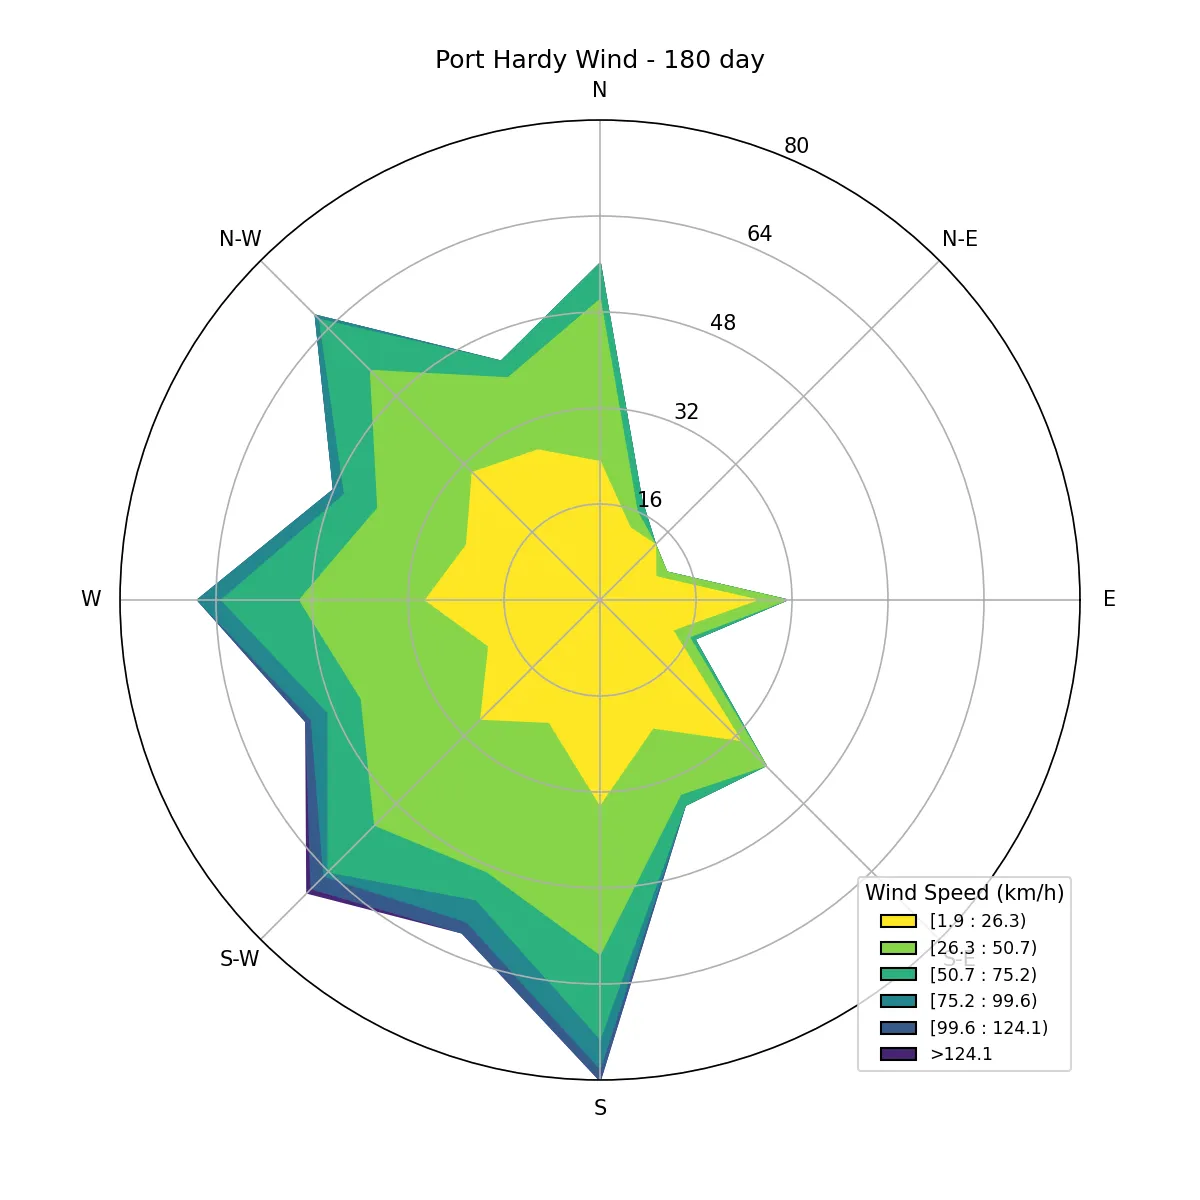 Port Hardy Wind - 180 day
N
80
N-W
64
N-E
48
32
16
W
E
Wind Speed (km/h)
[1.9 : 26.3)
[26.3 : 50.7)
S-W
S-E
[50.7 : 75.2)
[75.2 : 99.6)
[99.6 : 124.1)
>124.1
S